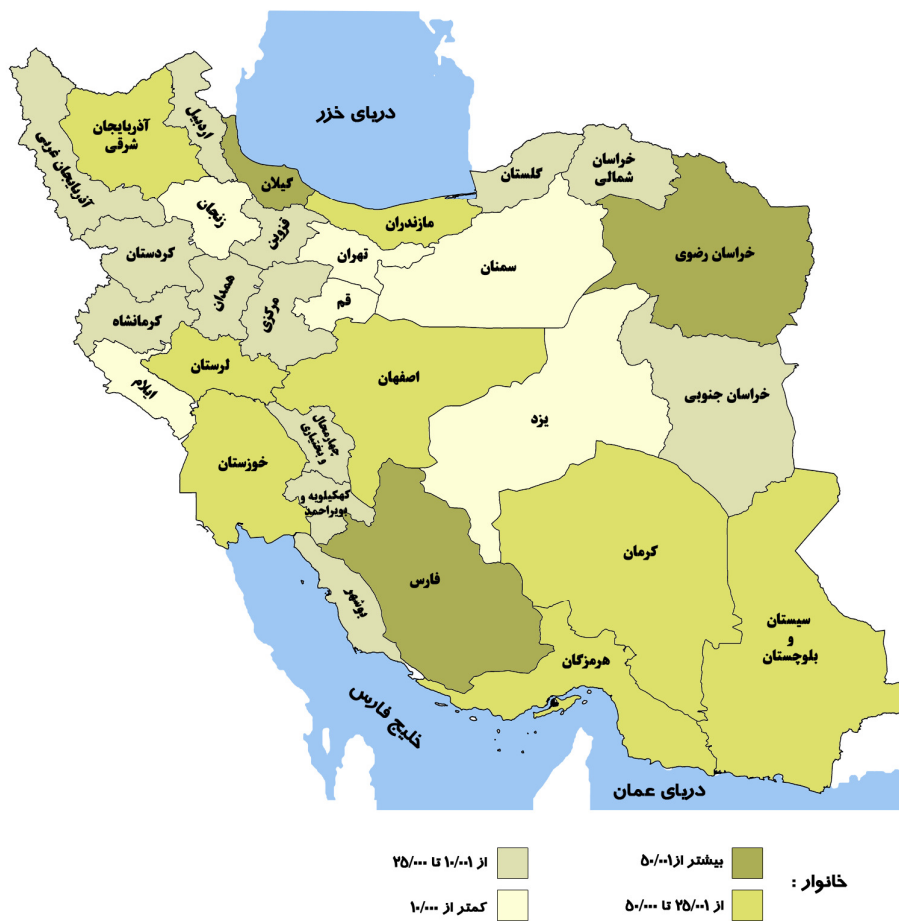 دریای خزر
آذربایجان
شرقی
اردبیل
آذربایجان غربی
گیلان
زنجان
مازندران
گلستان
خراسان
شمالی
خراسان رضوی
قزوین
تهران
سمنان
کردستان
همدان
مرکزی
قم
کرمانشاه
لرستان
ایلام
اصفهان
یزد
خراسان جنوبی
خوزستان
چهارمحال
و بختیاری
کهکیلویه و
بویراحمد
فارس
کرمان
بوشهر
سیستان
و
بلوچستان
هرمزگان
خلیج فارس
دریای عمان
خانوار :
بیشتر از ۵۰/۰۰۱
از ۲۵/۰۰۱ تا ۵۰/۰۰۰
از ۱۰/۰۰۱ تا ۲۵/۰۰۰
کمتر از ۱۰/۰۰۰